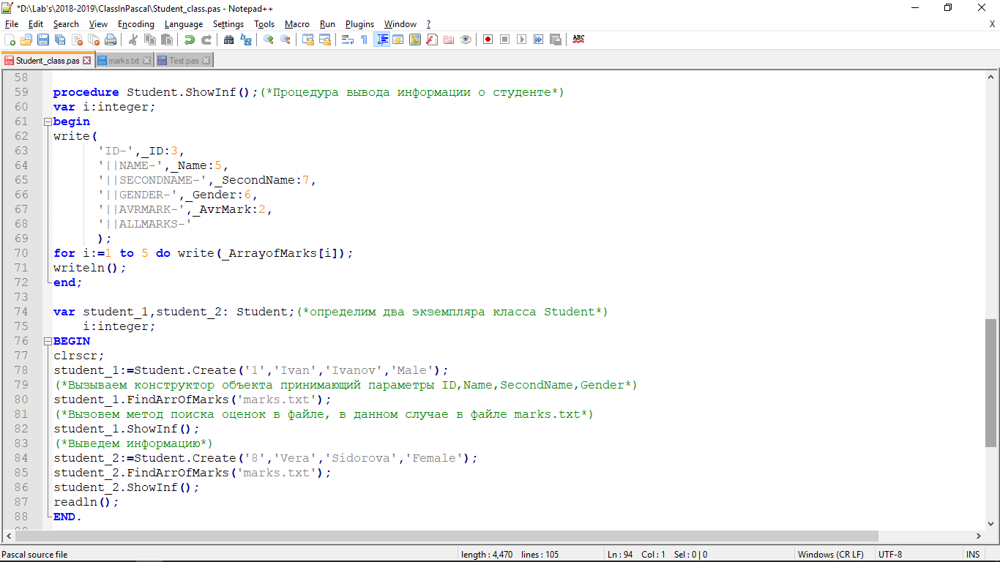 *D:\Lab's\2018-2019\ClassInPascal\Student_class.pas - Notepad++
File Edit Search View Encoding Language Settings Tools Macro Run Plugins Window ? X
Student_class.pas marks.txt Test.pas
58
59 procedure Student.ShowInf();(*Процедура вывода информации о студенте*)
60 var i:integer;
61 begin
62 write(
63 'ID-',_ID:3,
64 '||NAME-',_Name:5,
65 '||SECONDNAME-',_SecondName:7,
66 '||GENDER-',_Gender:6,
67 '||AVRMARK-',_AvrMark:2,
68 '||ALLMARKS-'
69 );
70 for i:=1 to 5 do write(_ArrayofMarks[i]);
71 writeln();
72 end;
73
74 var student_1,student_2: Student;(*определим два экземпляра класса Student*)
75 i:integer;
76 BEGIN
77 clrscr;
78 student_1:=Student.Create('1','Ivan','Ivanov','Male');
79 (*Вызываем конструктор объекта принимающий параметры ID,Name,SecondName,Gender*)
80 student_1.FindArrOfMarks('marks.txt');
81 (*Вызовем метод поиска оценок в файле, в данном случае в файле marks.txt*)
82 student_1.ShowInf();
83 (*Выведем информацию*)
84 student_2:=Student.Create('8','Vera','Sidorova','Female');
85 student_2.FindArrOfMarks('marks.txt');
86 student_2.ShowInf();
87 readln();
88 END.
Pascal source file length : 4,470 lines : 105 Ln : 94 Col : 1 Sel : 0 | 0 Windows (CR LF) UTF-8 INS